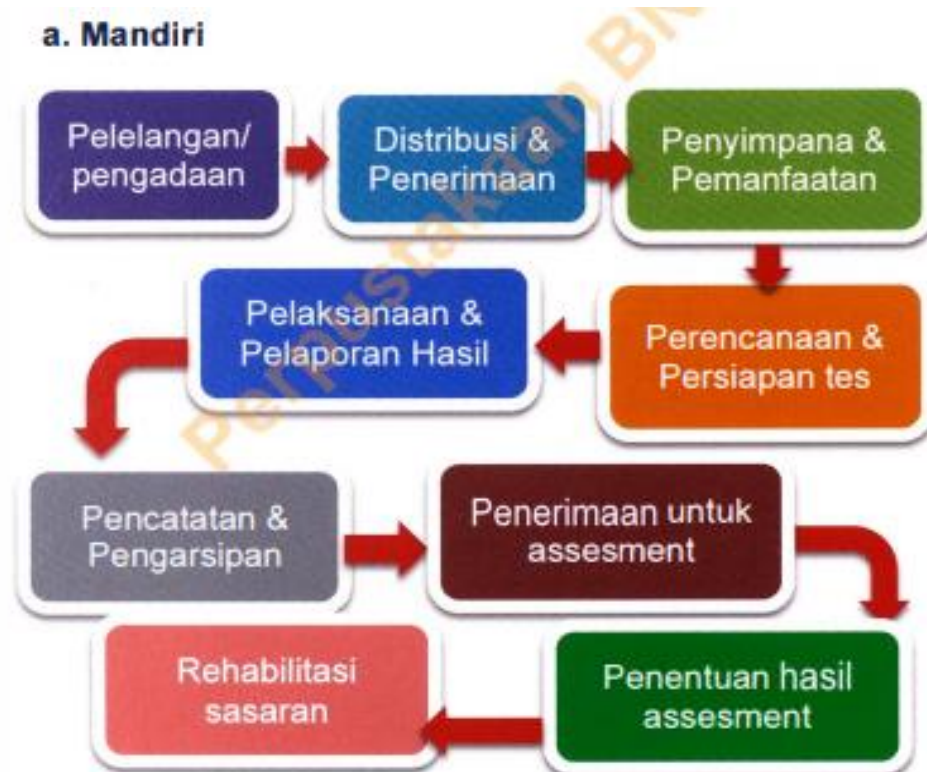 a. Mandiri
Pelelangan/
pengadaan
Distribusi &
Penerimaan
Penyimpana &
Pemanfaatan
Perencanaan &
Persiapan tes
Pelaksanaan &
Pelaporan Hasil
Pencatatan &
Pengarsipan
Penerimaan untuk
assesment
Penentuan hasil
assesment
Rehabilitasi
sasaran
Perpustakaan